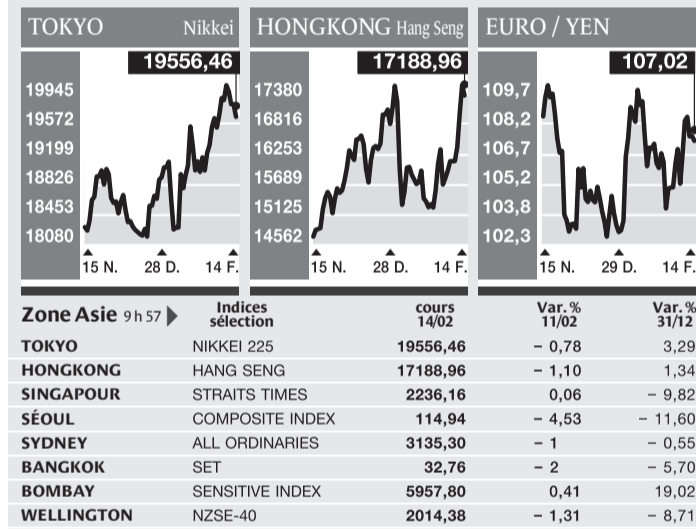 TOKYO Nikkei
19556,46
19945
19572
19199
18826
18453
18080
15 N. 28 D. 14 F.
HONGKONG Hang Seng
17188,96
17380
16816
16253
15689
15125
14562
15 N. 28 D. 14 F.
EURO / YEN
107,02
109,7
108,2
106,7
105,2
103,8
102,3
15 N. 29 D. 14 F.
Zone Asie 9 h 57 Indices sélection cours 14/02 Var. % 11/02 Var. % 31/12
TOKYO NIKKEI 225 19556,46 – 0,78 3,29
HONGKONG HANG SENG 17188,96 – 1,10 1,34
SINGAPOUR STRAITS TIMES 2236,16 0,06 – 9,82
SÉOUL COMPOSITE INDEX 114,94 – 4,53 – 11,60
SYDNEY ALL ORDINARIES 3135,30 – 1 – 0,55
BANGKOK SET 32,76 – 2 – 5,70
BOMBAY SENSITIVE INDEX 5957,80 0,41 19,02
WELLINGTON NZSE-40 2014,38 – 1,31 – 8,71